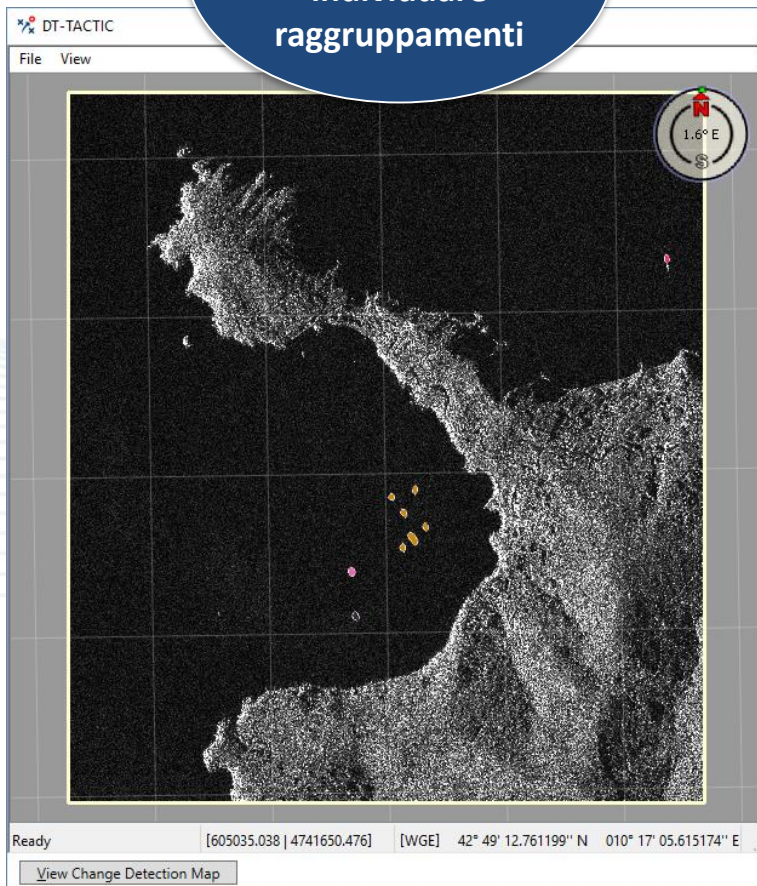 raggruppamenti
DT-TACTIC
File View
N
1.6° E
S
Ready [605035.038 | 4741650.476] [WGE] 42° 49' 12.761199'' N 010° 17' 05.615174'' E
View Change Detection Map